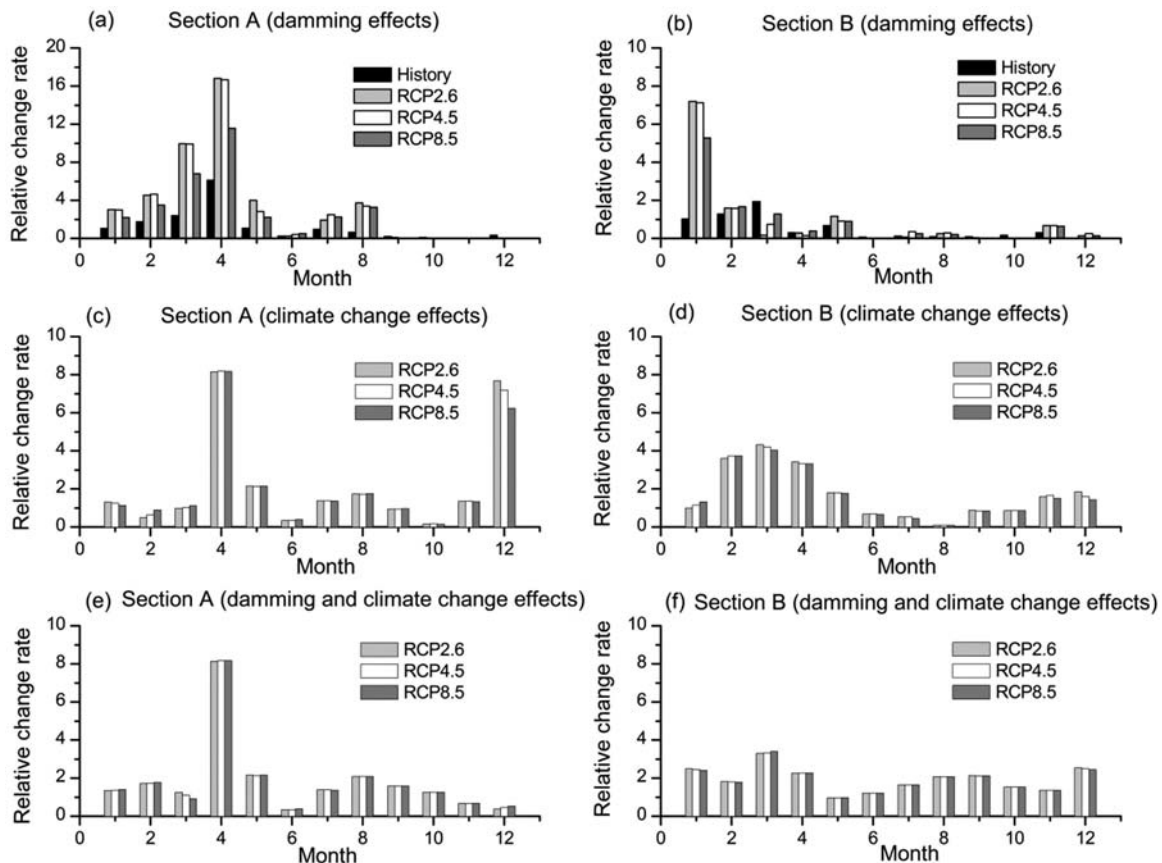 (a) Section A (damming effects)
Relative change rate
20
16
12
8
4
0
History
RCP2.6
RCP4.5
RCP8.5
0 2 4 6 8 10 12
Month
(b) Section B (damming effects)
Relative change rate
10
8
6
4
2
0
History
RCP2.6
RCP4.5
RCP8.5
0 2 4 6 8 10 12
Month
(c) Section A (climate change effects)
Relative change rate
10
8
6
4
2
0
RCP2.6
RCP4.5
RCP8.5
0 2 4 6 8 10 12
Month
(d) Section B (climate change effects)
Relative change rate
10
8
6
4
2
0
RCP2.6
RCP4.5
RCP8.5
0 2 4 6 8 10 12
Month
(e) Section A (damming and climate change effects)
Relative change rate
10
8
6
4
2
0
RCP2.6
RCP4.5
RCP8.5
0 2 4 6 8 10 12
Month
(f) Section B (damming and climate change effects)
Relative change rate
10
8
6
4
2
0
RCP2.6
RCP4.5
RCP8.5
0 2 4 6 8 10 12
Month